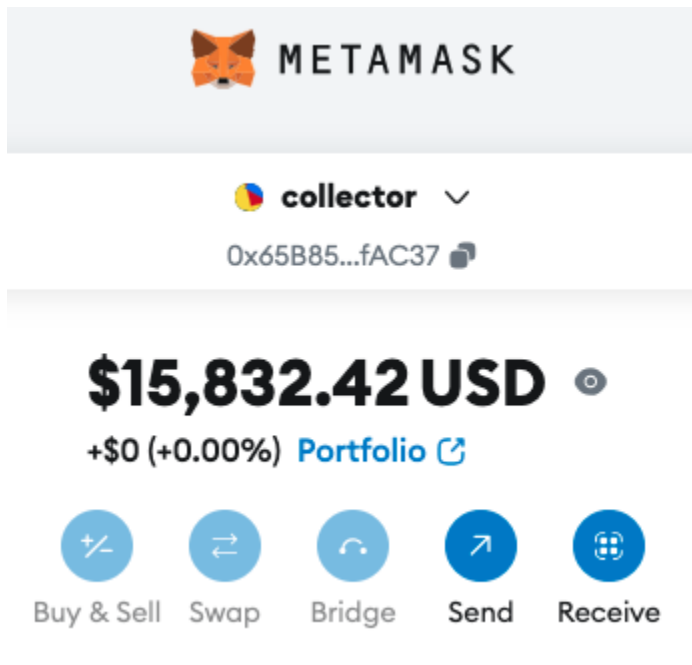 METAMASK
collector
0x65B85...fAC37
$15,832.42 USD
+$0 (+0.00%) Portfolio
Buy & Sell Swap Bridge Send Receive